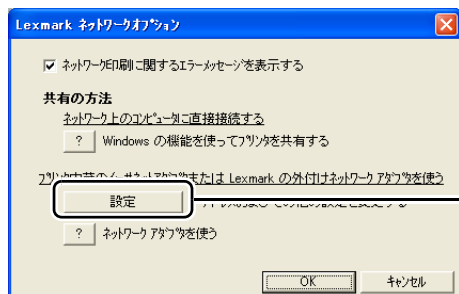 Lexmark ネットワークオプション
ネットワーク印刷に関するエラーメッセージを表示する
共有の方法
ネットワーク上のコンピュータに直接接続する
? Windows の機能を使ってプリンタを共有する
または Lexmark の外付けネットワーク アダプタを使う
設定
? ネットワーク アダプタを使う
OK キャンセル